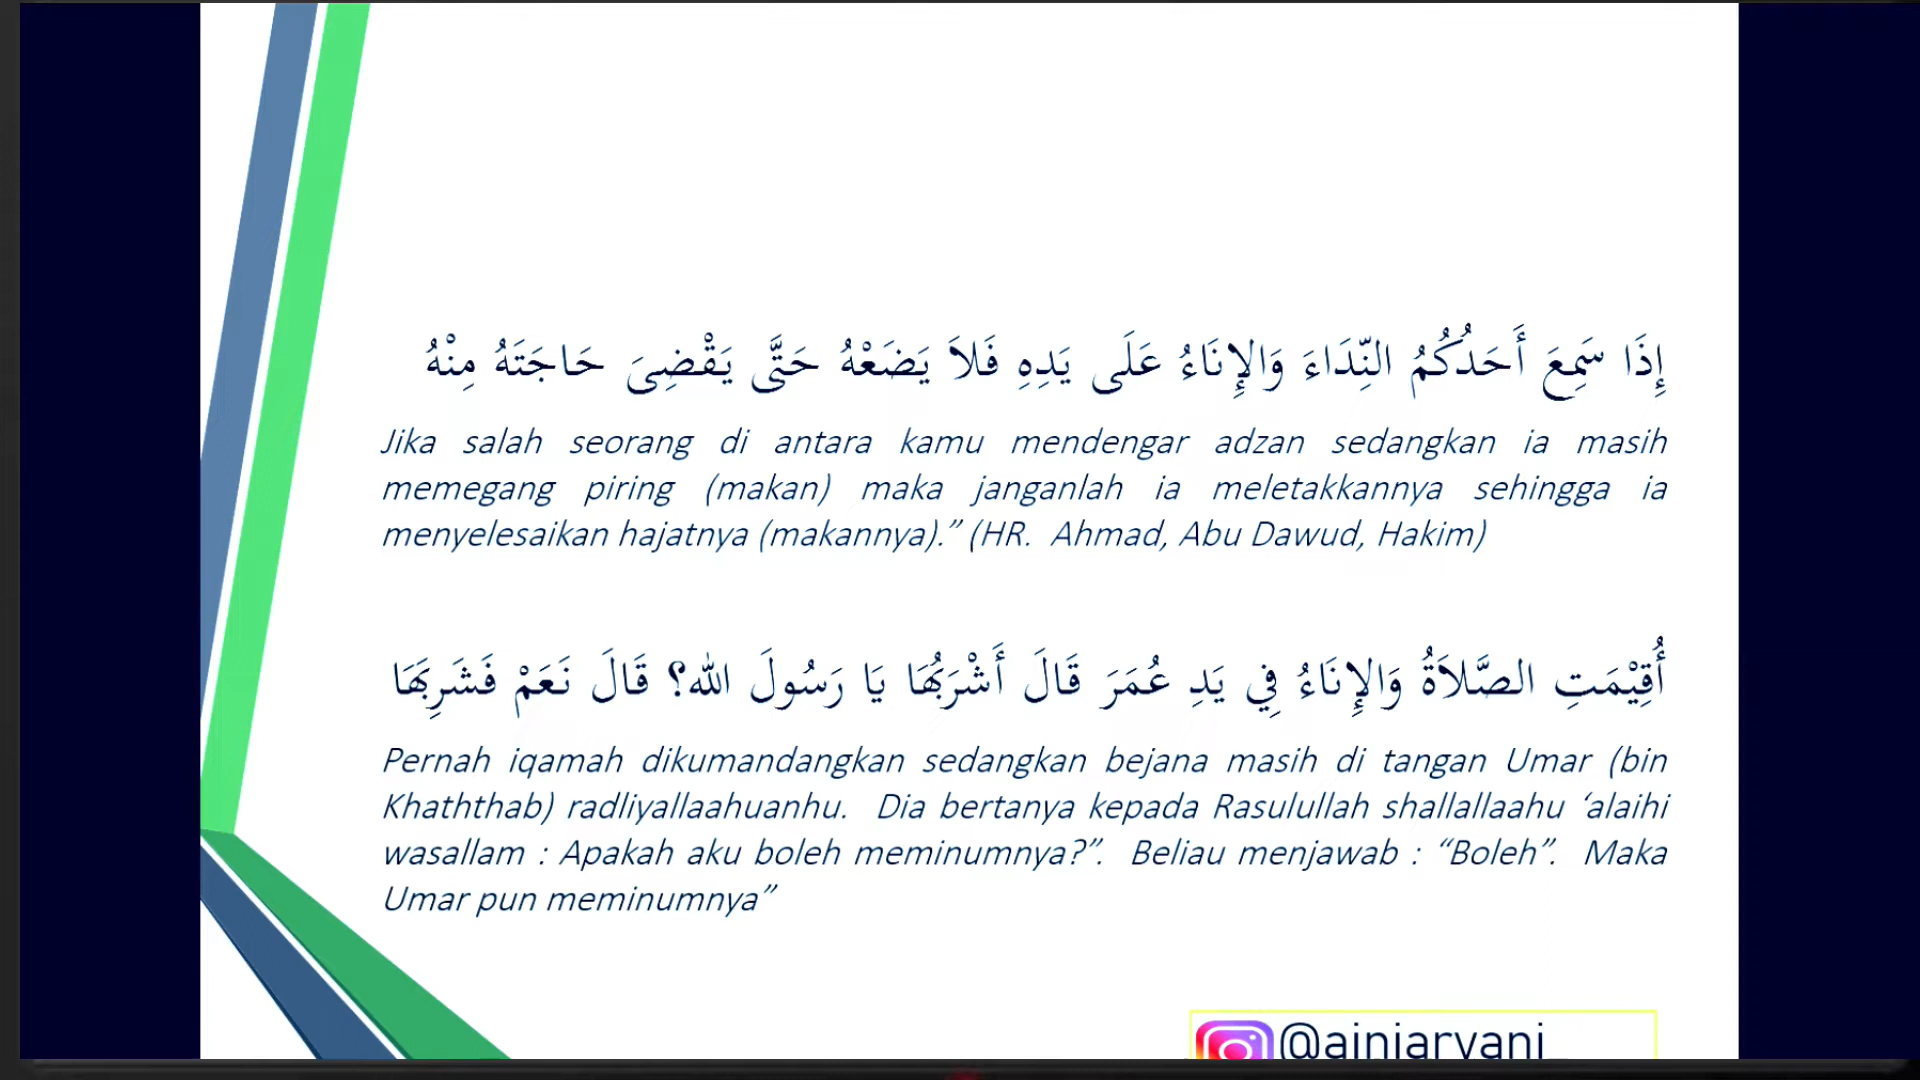 إِذَا سَمِعَ أَحَدُكُمُ النِّدَاءَ وَالإِنَاءُ عَلَى يَدِهِ فَلاَ يَضَعْهُ حَتَّى يَقْضِىَ حَاجَتَهُ مِنْهُ
Jika salah seorang di antara kamu mendengar adzan sedangkan ia masih
memegang piring (makan) maka janganlah ia meletakkannya sehingga ia
menyelesaikan hajatnya (makannya).” (HR. Ahmad, Abu Dawud, Hakim)
أُقِيْمَتِ الصَّلاَةُ وَالإِنَاءُ فِي يَدِ عُمَرَ قَالَ أَشْرَبُهَا يَا رَسُولَ الله؟ قَالَ نَعَمْ فَشَرِبَهَا
Pernah iqamah dikumandangkan sedangkan bejana masih di tangan Umar (bin
Khaththab) radliyallaahuanhu. Dia bertanya kepada Rasulullah shallallaahu ‘alaihi
wasallam : Apakah aku boleh meminumnya?”. Beliau menjawab : “Boleh”. Maka
Umar pun meminumnya”
@ainiaryani